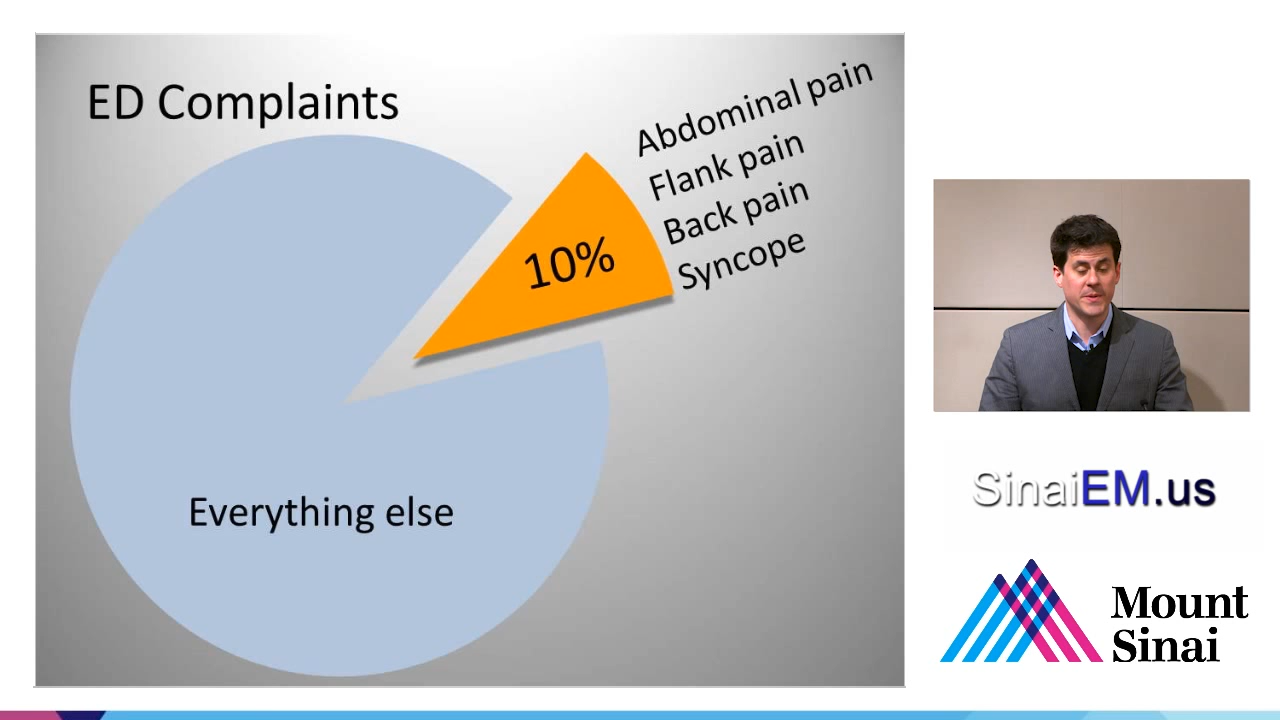 ED Complaints
Abdominal pain
Flank pain
Back pain
Syncope
10%
Everything else
SinaiEM.us
Mount
Sinai